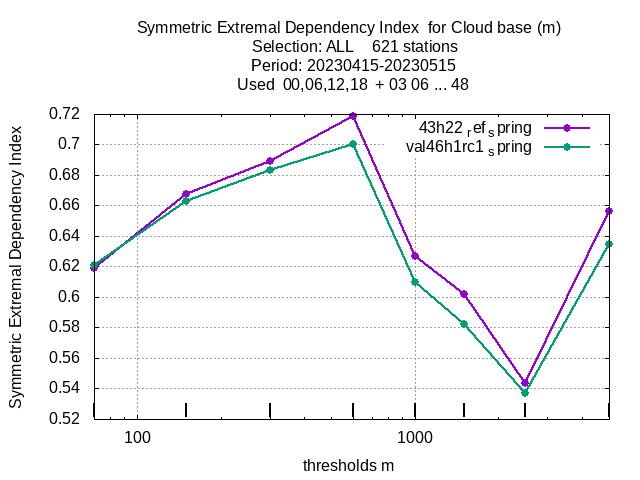 Symmetric Extremal Dependency Index  for Cloud base (m)
Selection: ALL    621 stations
Period: 20230415-20230515
Used  00,06,12,18  + 03 06 ... 48
43h22 ref spring
val46h1rc1 spring
Symmetric Extremal Dependency Index
0.72
0.7
0.68
0.66
0.64
0.62
0.6
0.58
0.56
0.54
0.52
100 1000
thresholds m